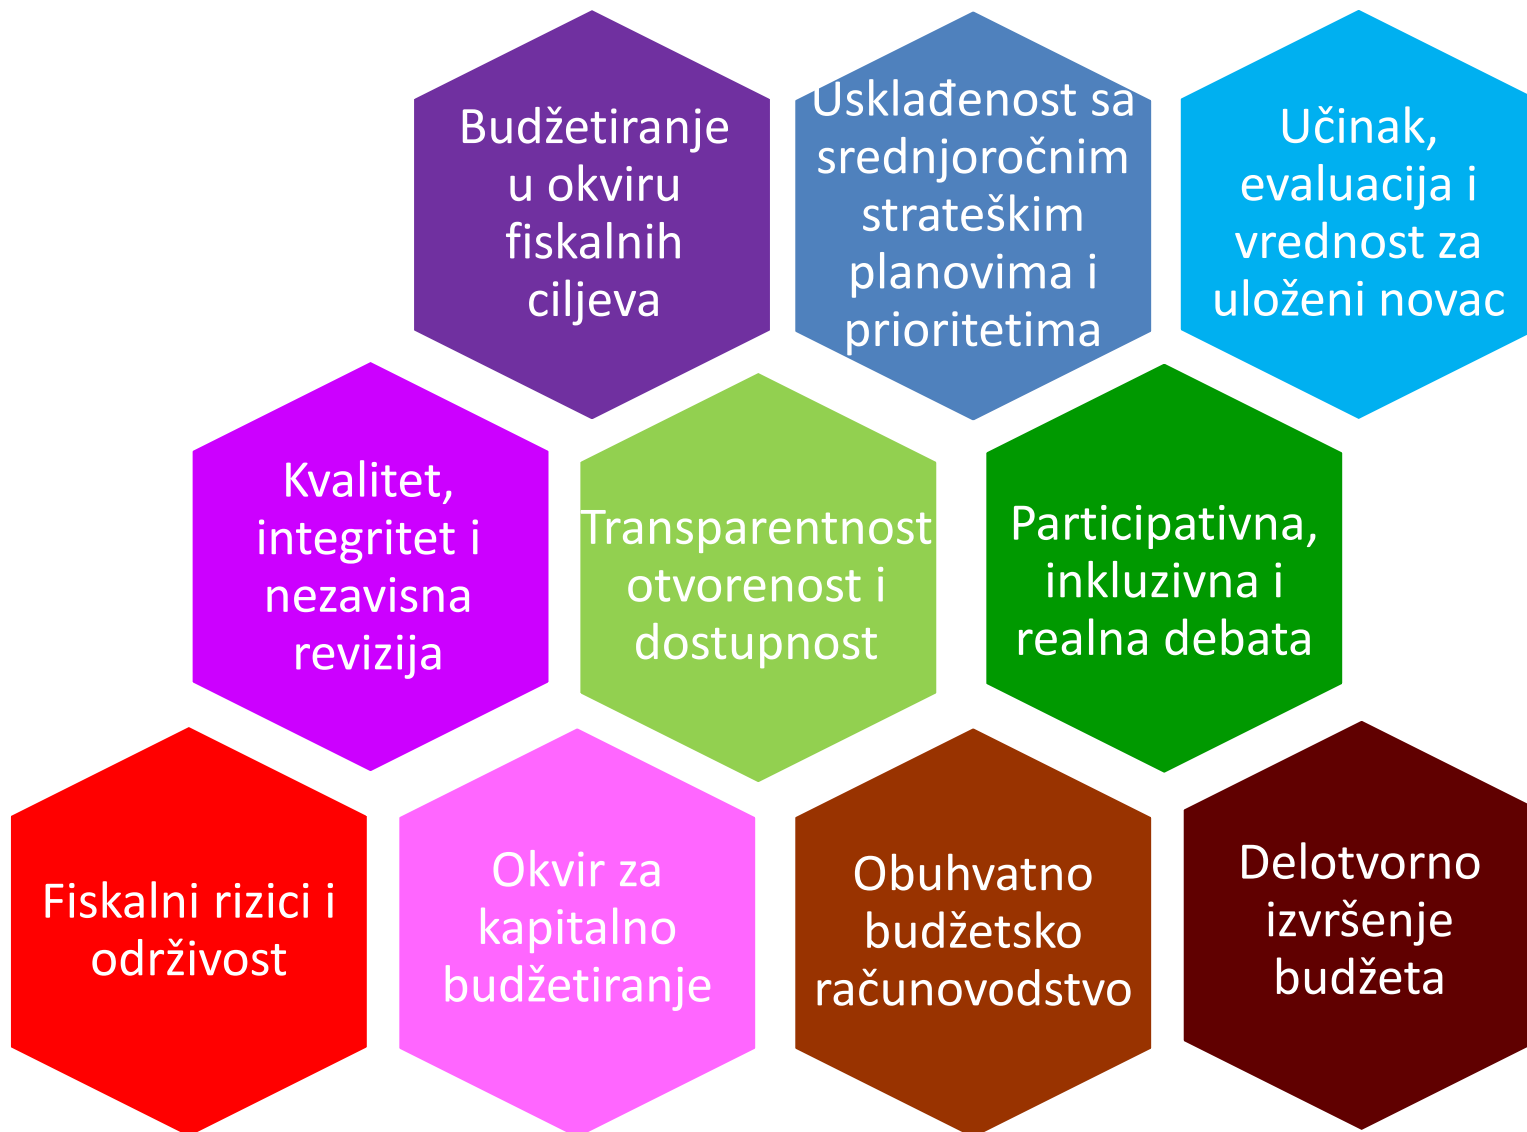 Budžetiranje
u okviru
fiskalnih
ciljeva
Usklađenost sa
srednjoročnim
strateškim
planovima i
prioritetima
Učinak,
evaluacija i
vrednost za
uloženi novac
Kvalitet,
integritet i
nezavisna
revizija
Transparentnost
otvorenost i
dostupnost
Participativna,
inkluzivna i
realna debata
Fiskalni rizici i
održivost
Okvir za
kapitalno
budžetiranje
Obuhvatno
budžetsko
računovodstvo
Delotvorno
izvršenje
budžeta